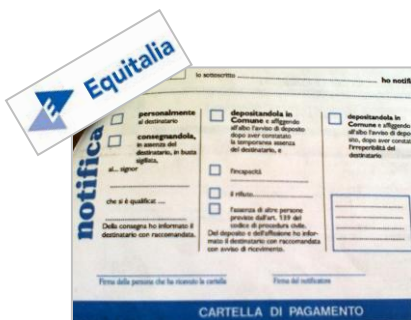 Equitalia
io sottoscritto
ho notific
notifica
personalmente
al destinatario
consegnandola,
in assenza del
destinatario, in busta
sigillata,
al... signor
che si è qualificat ....
Della consegna ho informato il
destinatario con raccomandata.
depositandola in
Comune e affiggendo
all'albo l'avviso di deposito
dopo aver constatato
la temporanea assenza
del destinatario, e
l'incapacità
il rifiuto
l'assenza di altre persone
previste dall'art. 139 del
codice di procedura civile.
Del deposito e dell'affissione ho infor-
mato il destinatario con raccomandata
con avviso di ricevimento.
depositandola in
Comune e affiggendo
all'albo l'avviso di depo
sito, dopo aver constat
l'irreperibilità del
destinatario
Firma della persona che ha ricevuto la cartella
Firma del notificatore
CARTELLA DI PAGAMENTO